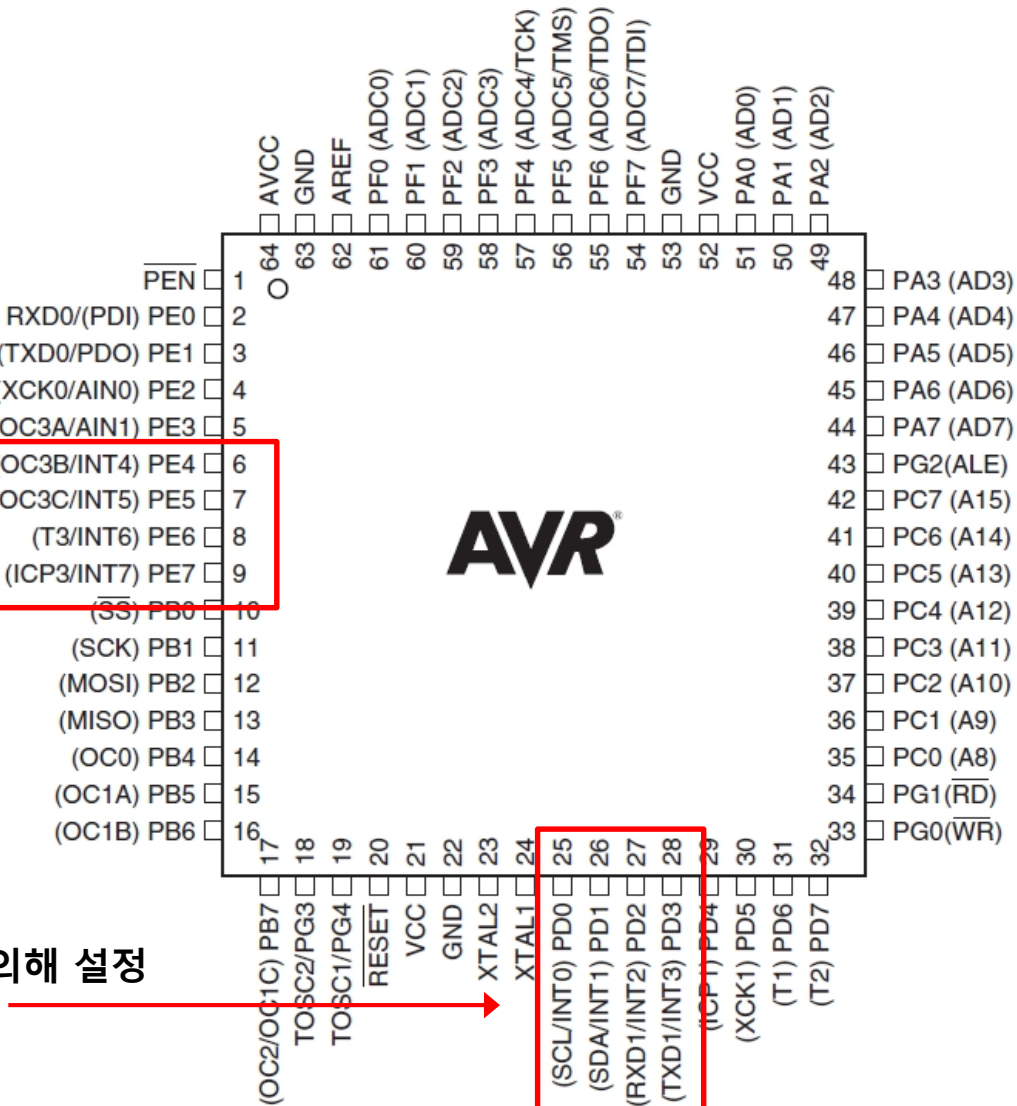 AVCC
GND
AREF
PF0 (ADC0)
PF1 (ADC1)
PF2 (ADC2)
PF3 (ADC3)
PF4 (ADC4/TCK)
PF5 (ADC5/TMS)
PF6 (ADC6/TDO)
PF7 (ADC7/TDI)
GND
VCC
PA0 (AD0)
PA1 (AD1)
PA2 (AD2)
64 63 62 61 60 59 58 57 56 55 54 53 52 51 50 49
PEN 1
RXD0/(PDI) PE0 2
(TXD0/PDO) PE1 3
XCK0/AIN0) PE2 4
OC3A/AIN1) PE3 5
OC3B/INT4) PE4 6
OC3C/INT5) PE5 7
(T3/INT6) PE6 8
(ICP3/INT7) PE7 9
(SS) PB0 10
(SCK) PB1 11
(MOSI) PB2 12
(MISO) PB3 13
(OC0) PB4 14
(OC1A) PB5 15
(OC1B) PB6 16
AVR®
48 PA3 (AD3)
47 PA4 (AD4)
46 PA5 (AD5)
45 PA6 (AD6)
44 PA7 (AD7)
43 PG2(ALE)
42 PC7 (A15)
41 PC6 (A14)
40 PC5 (A13)
39 PC4 (A12)
38 PC3 (A11)
37 PC2 (A10)
36 PC1 (A9)
35 PC0 (A8)
34 PG1(RD)
33 PG0(WR)
17 18 19 20 21 22 23 24 25 26 27 28 29 30 31 32
(OC2/OC1C) PB7
TOSC2/PG3
TOSC1/PG4
RESET
VCC
GND
XTAL2
XTAL1
(SCL/INT0) PD0
(SDA/INT1) PD1
(RXD1/INT2) PD2
(TXD1/INT3) PD3
(ICP1) PD4
(XCK1) PD5
(T1) PD6
(T2) PD7
의해 설정